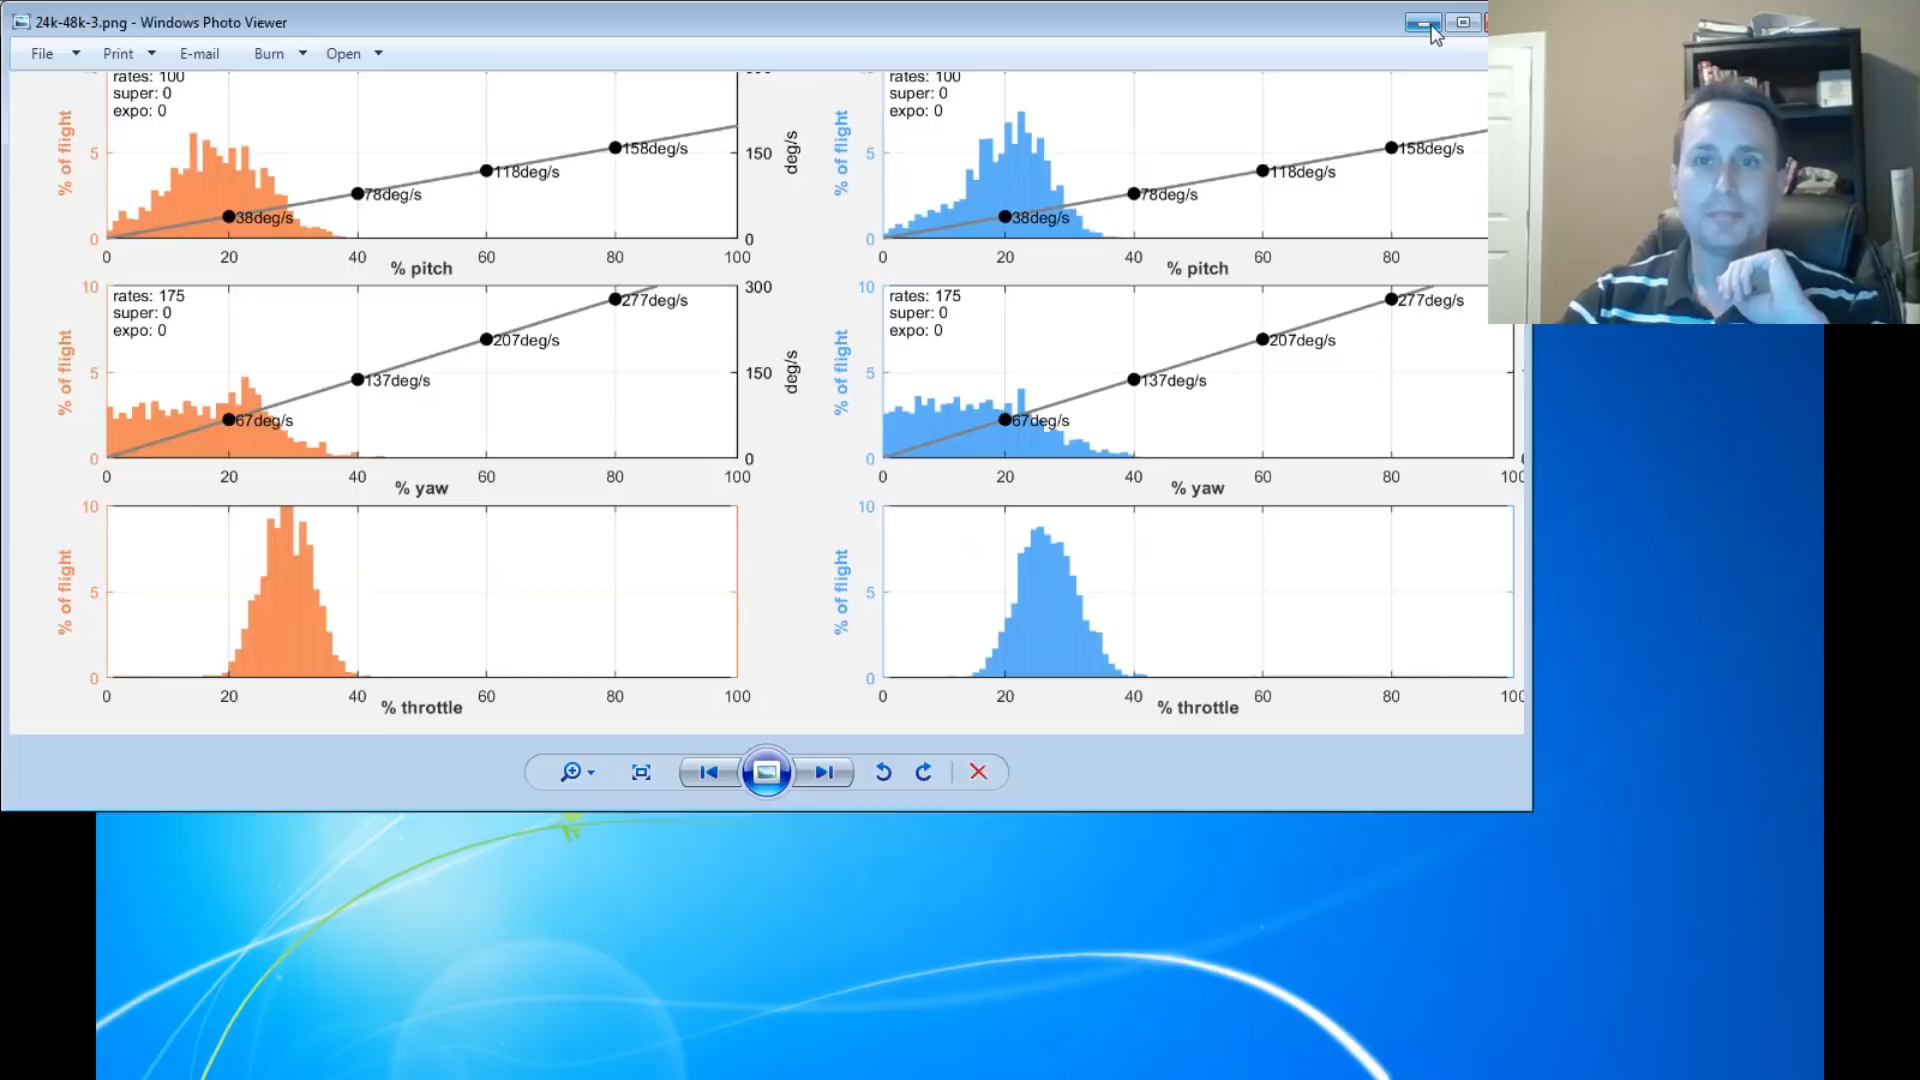 24k-48k-3.png - Windows Photo Viewer
File Print E-mail Burn Open
rates: 100
super: 0
expo: 0
% of flight
5
0
38deg/s
78deg/s
118deg/s
158deg/s
150
0
deg/s
0 20 40 60 80 100
% pitch
rates: 100
super: 0
expo: 0
% of flight
5
0
38deg/s
78deg/s
118deg/s
158deg/s
0 20 40 60 80
% pitch
rates: 175
super: 0
expo: 0
% of flight
10
5
0
67deg/s
137deg/s
207deg/s
277deg/s
300
150
0
deg/s
0 20 40 60 80 100
% yaw
rates: 175
super: 0
expo: 0
% of flight
10
5
0
67deg/s
137deg/s
207deg/s
277deg/s
0 20 40 60 80 100
% yaw
% of flight
10
5
0
0 20 40 60 80 100
% throttle
% of flight
10
5
0
0 20 40 60 80 100
% throttle